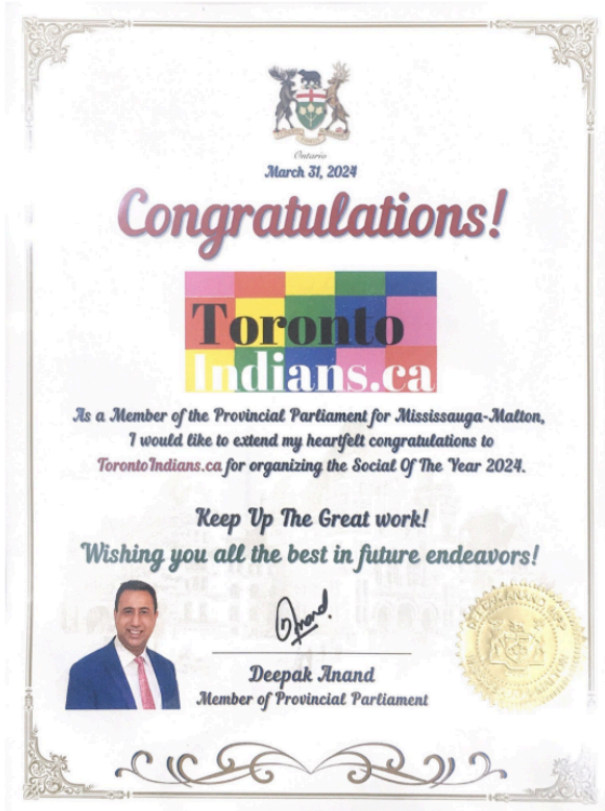 Ontario
March 31, 2024
Congratulations!
Toronto
Indians.ca
As a Member of the Provincial Parliament for Mississauga-Malton,
I would like to extend my heartfelt congratulations to
TorontoIndians.ca for organizing the Social Of The Year 2024.
Keep Up The Great work!
Wishing you all the best in future endeavors!
DAnand.
Deepak Anand
Member of Provincial Parliament